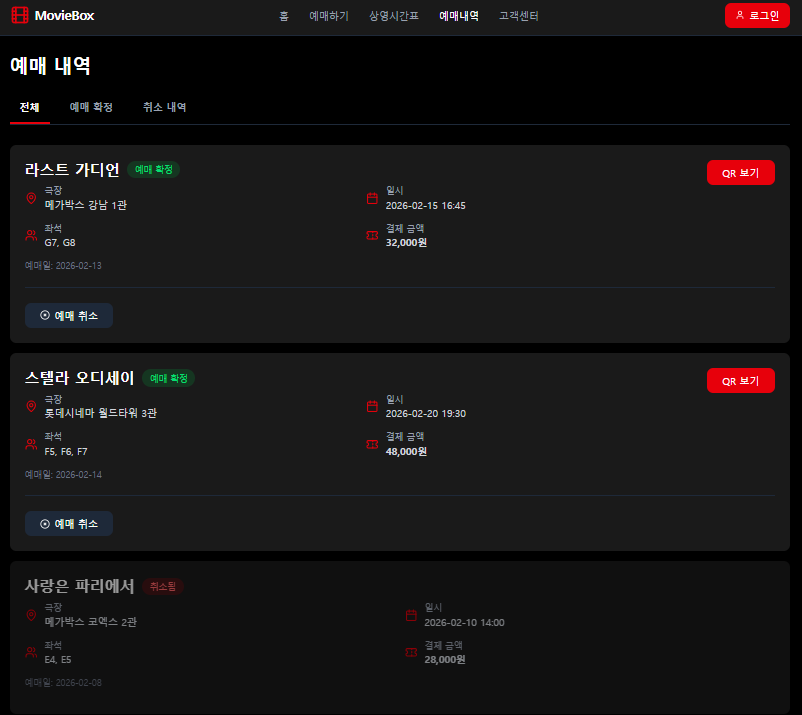 MovieBox 홈 예매하기 상영시간표 예매내역 고객센터 로그인
예매 내역
전체 예매 확정 취소 내역
라스트 가디언 예매 확정 QR 보기
극장 일시
메가박스 강남 1관 2026-02-15 16:45
좌석 결제 금액
G7, G8 32,000원
예매일: 2026-02-13
예매 취소
스텔라 오디세이 예매 확정 QR 보기
극장 일시
롯데시네마 월드타워 3관 2026-02-20 19:30
좌석 결제 금액
F5, F6, F7 48,000원
예매일: 2026-02-14
예매 취소
사랑은 파리에서 취소됨
극장 일시
메가박스 코엑스 2관 2026-02-10 14:00
좌석 결제 금액
E4, E5 28,000원
예매일: 2026-02-08